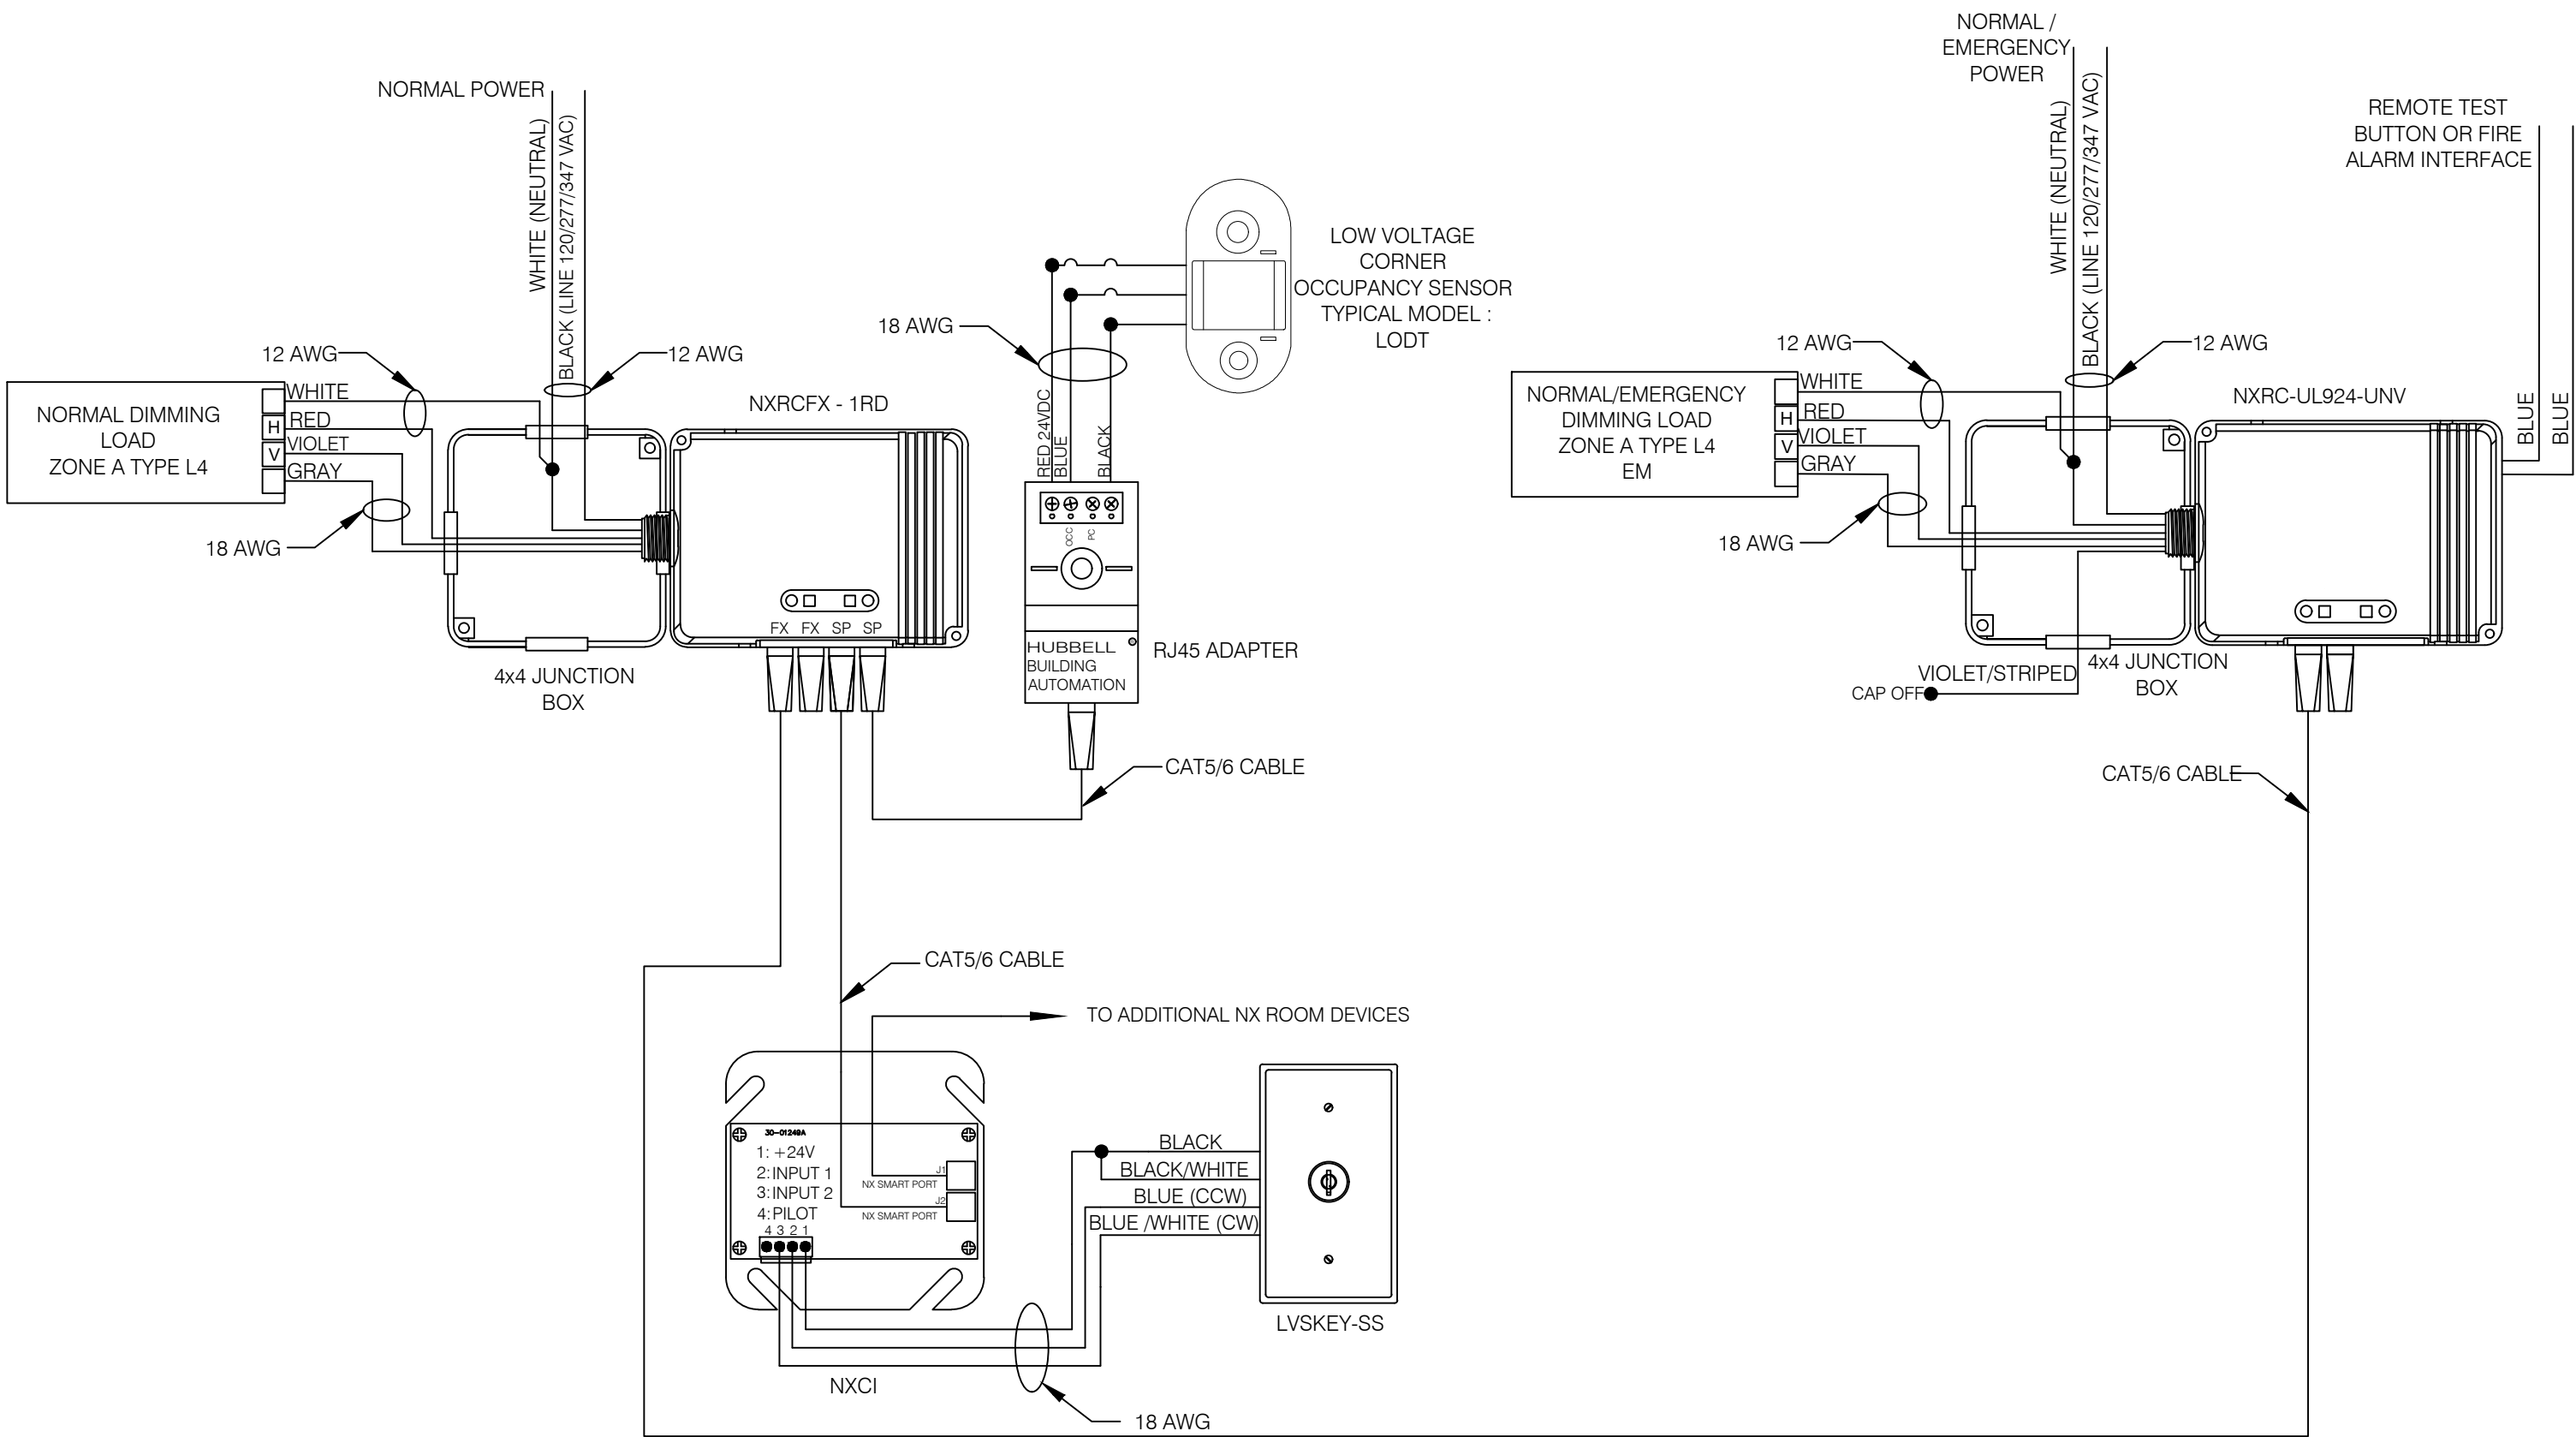 NORMAL POWER
WHITE (NEUTRAL)
BLACK (LINE 120/277/347 VAC)
12 AWG
12 AWG
NORMAL DIMMING
LOAD
ZONE A TYPE L4
H
V
WHITE
RED
VIOLET
GRAY
18 AWG
4x4 JUNCTION
BOX
NXRCFX - 1RD
FX FX SP SP
18 AWG
RED 24VDC
BLUE
BLACK
LOW VOLTAGE
CORNER
OCCUPANCY SENSOR
TYPICAL MODEL :
LODT
OCC
PC
HUBBELL
BUILDING
AUTOMATION
RJ45 ADAPTER
CAT5/6 CABLE
NORMAL /
EMERGENCY
POWER
WHITE (NEUTRAL)
BLACK (LINE 120/277/347 VAC)
REMOTE TEST
BUTTON OR FIRE
ALARM INTERFACE
BLUE
BLUE
12 AWG
12 AWG
NORMAL/EMERGENCY
DIMMING LOAD
ZONE A TYPE L4
EM
H
V
WHITE
RED
VIOLET
GRAY
18 AWG
NXRC-UL924-UNV
4x4 JUNCTION
BOX
VIOLET/STRIPED
CAP OFF
CAT5/6 CABLE
CAT5/6 CABLE
TO ADDITIONAL NX ROOM DEVICES
30-01249A
1: +24V
2: INPUT 1
3: INPUT 2
4: PILOT
4 3 2 1
J1
NX SMART PORT
J2
NX SMART PORT
NXCI
BLACK
BLACK/WHITE
BLUE (CCW)
BLUE /WHITE (CW)
18 AWG
LVSKEY-SS